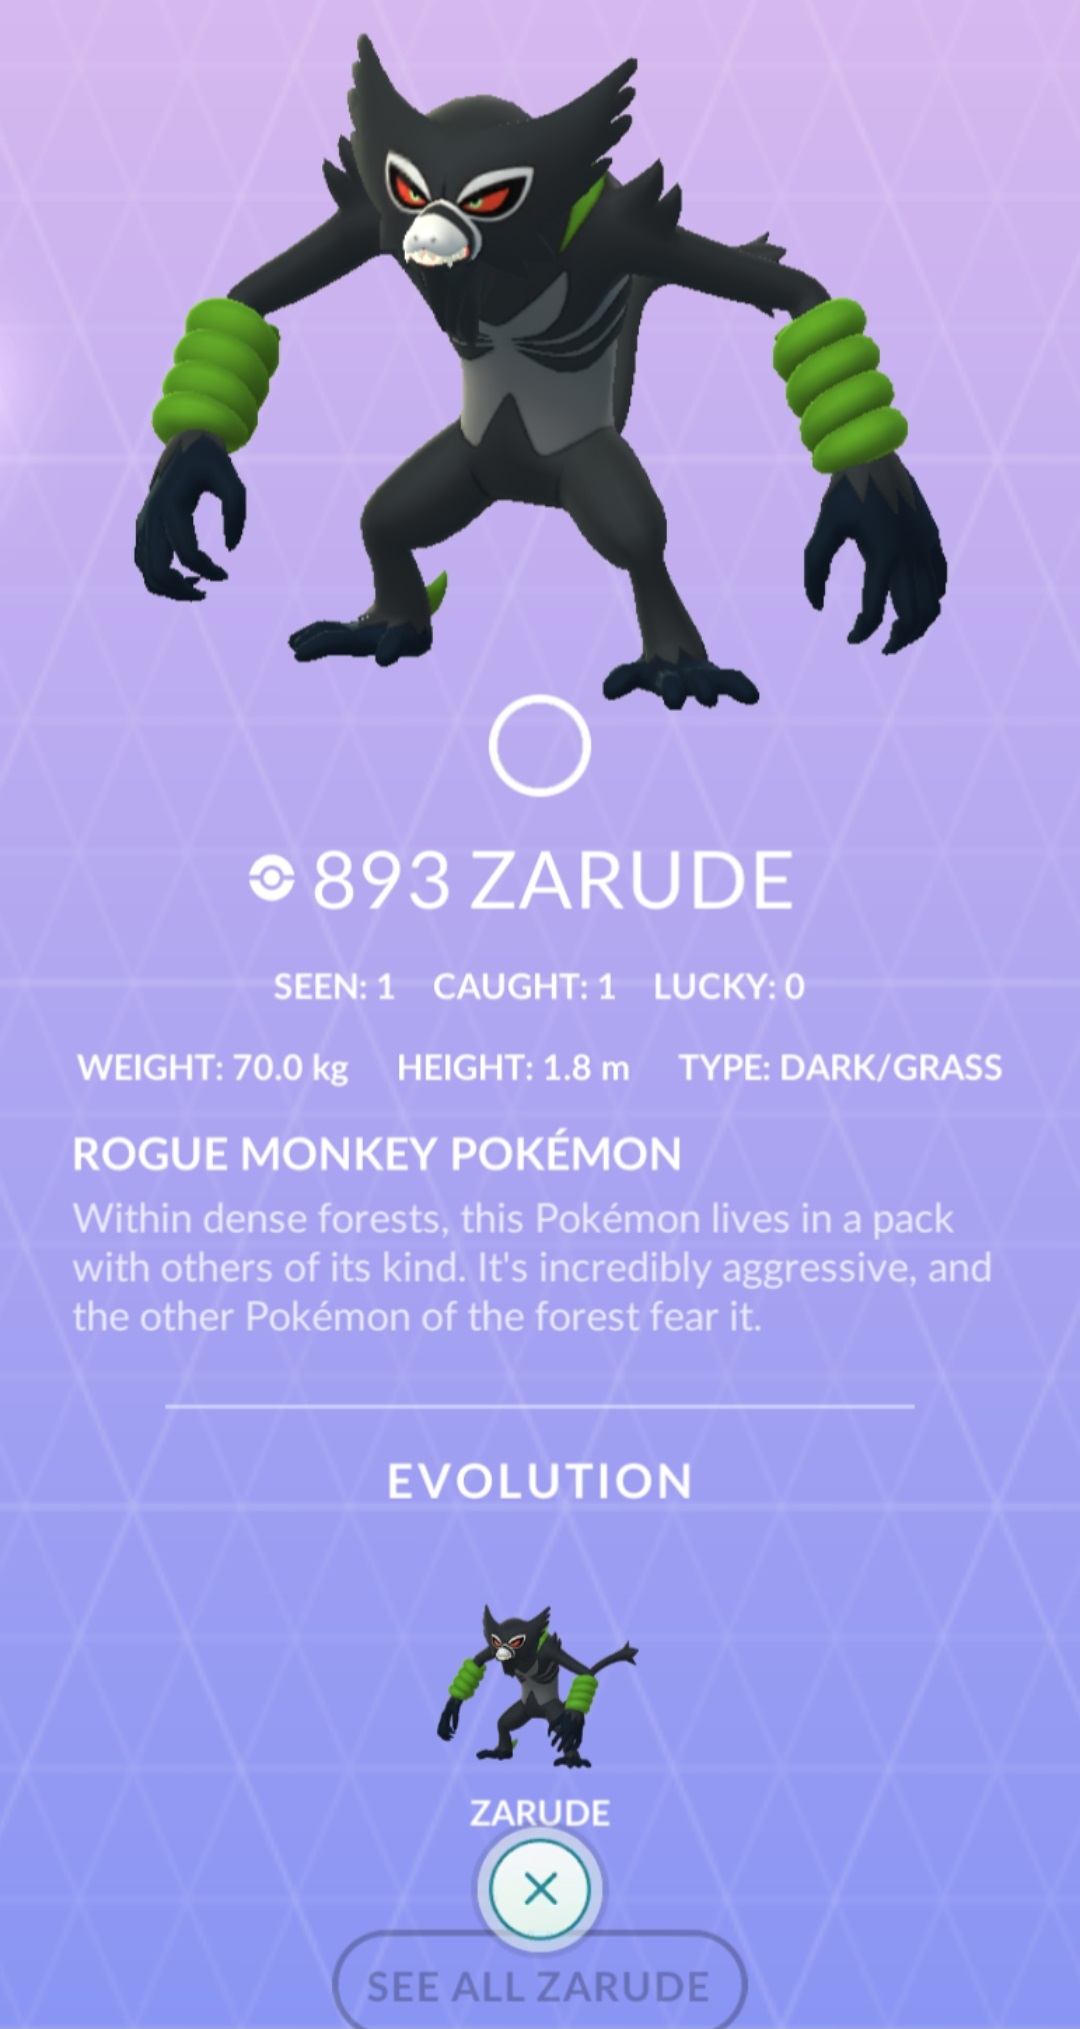 893 ZARUDE
SEEN: 1 CAUGHT: 1 LUCKY: 0
WEIGHT: 70.0 kg HEIGHT: 1.8 m TYPE: DARK/GRASS
ROGUE MONKEY POKÉMON
Within dense forests, this Pokémon lives in a pack
with others of its kind. It's incredibly aggressive, and
the other Pokémon of the forest fear it.
EVOLUTION
ZARUDE
SEE ALL ZARUDE